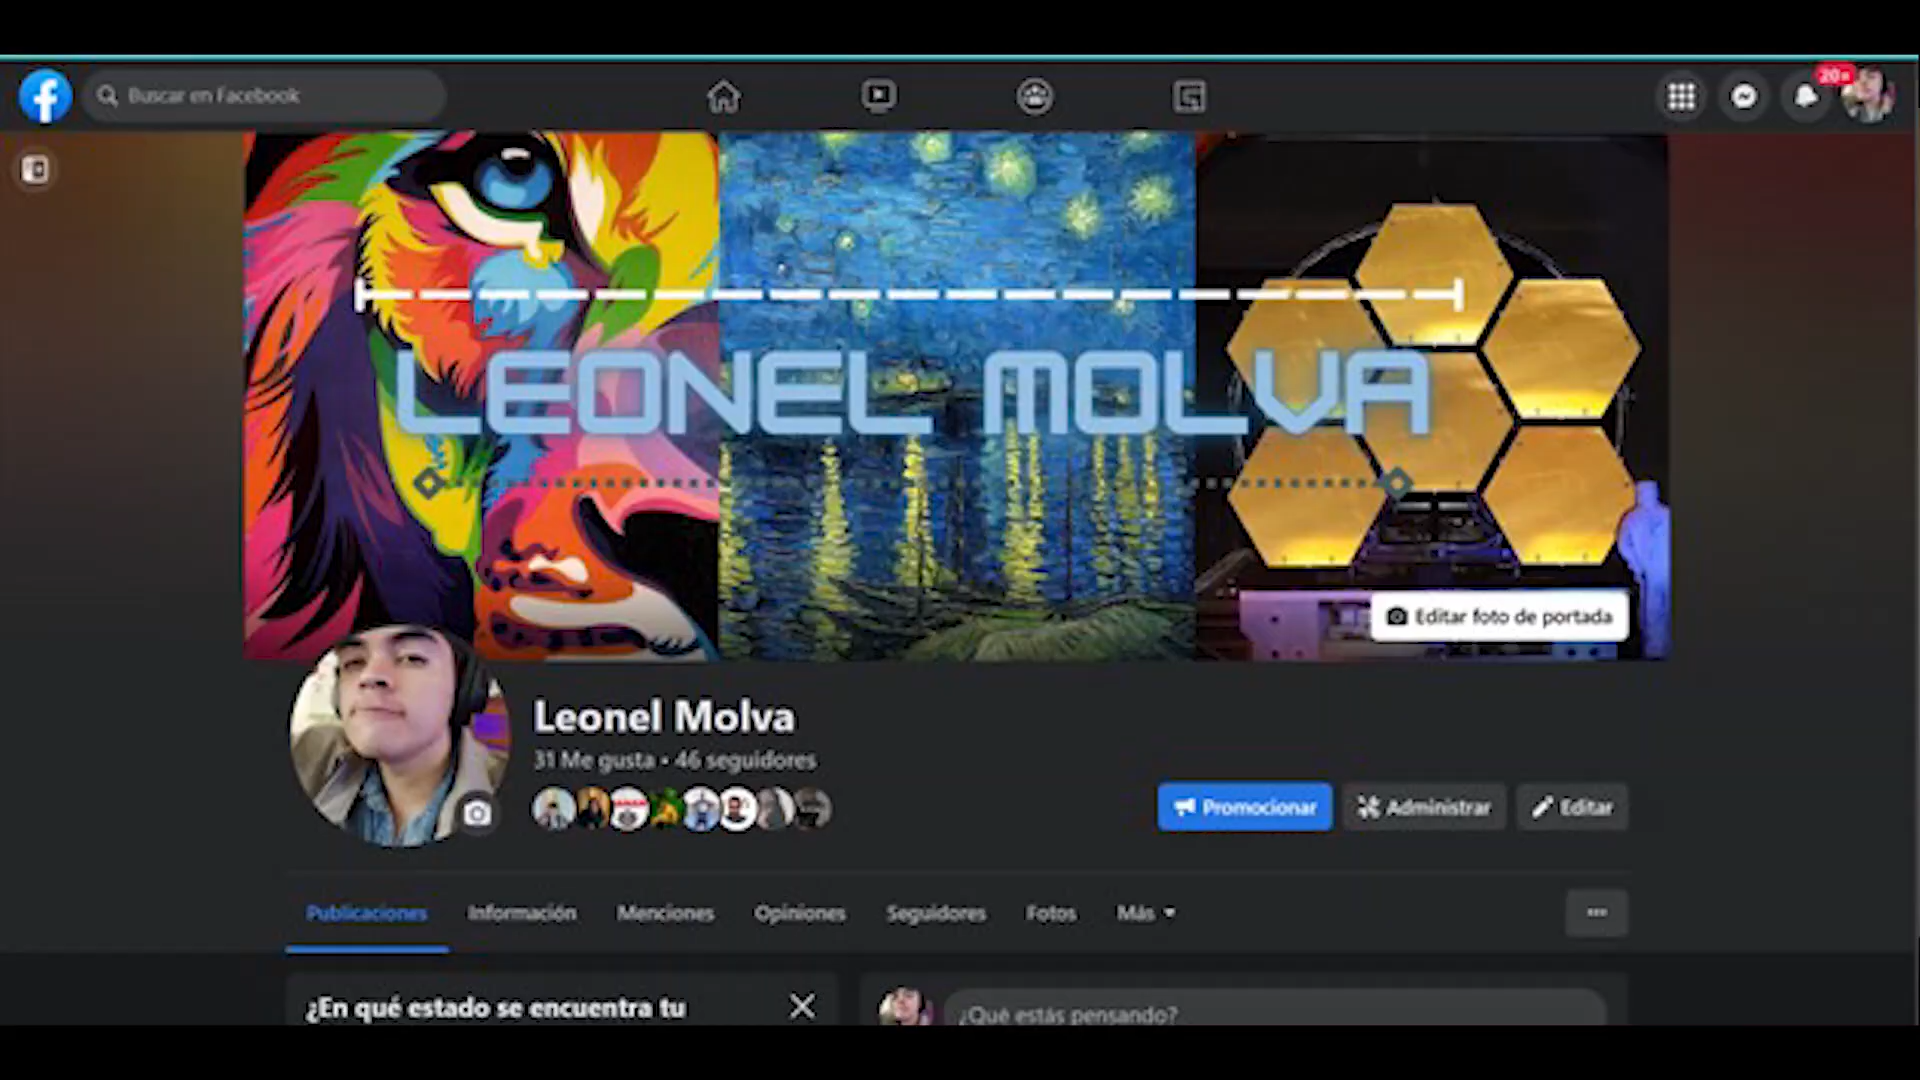 Buscar en Facebook
20+
LEONEL MOLVA
Editar foto de portada
Leonel Molva
31 Me gusta • 46 seguidores
Promocionar
Administrar
Editar
Publicaciones
Información
Menciones
Opiniones
Seguidores
Fotos
Más
¿En qué estado se encuentra tu
¿Qué estás pensando?